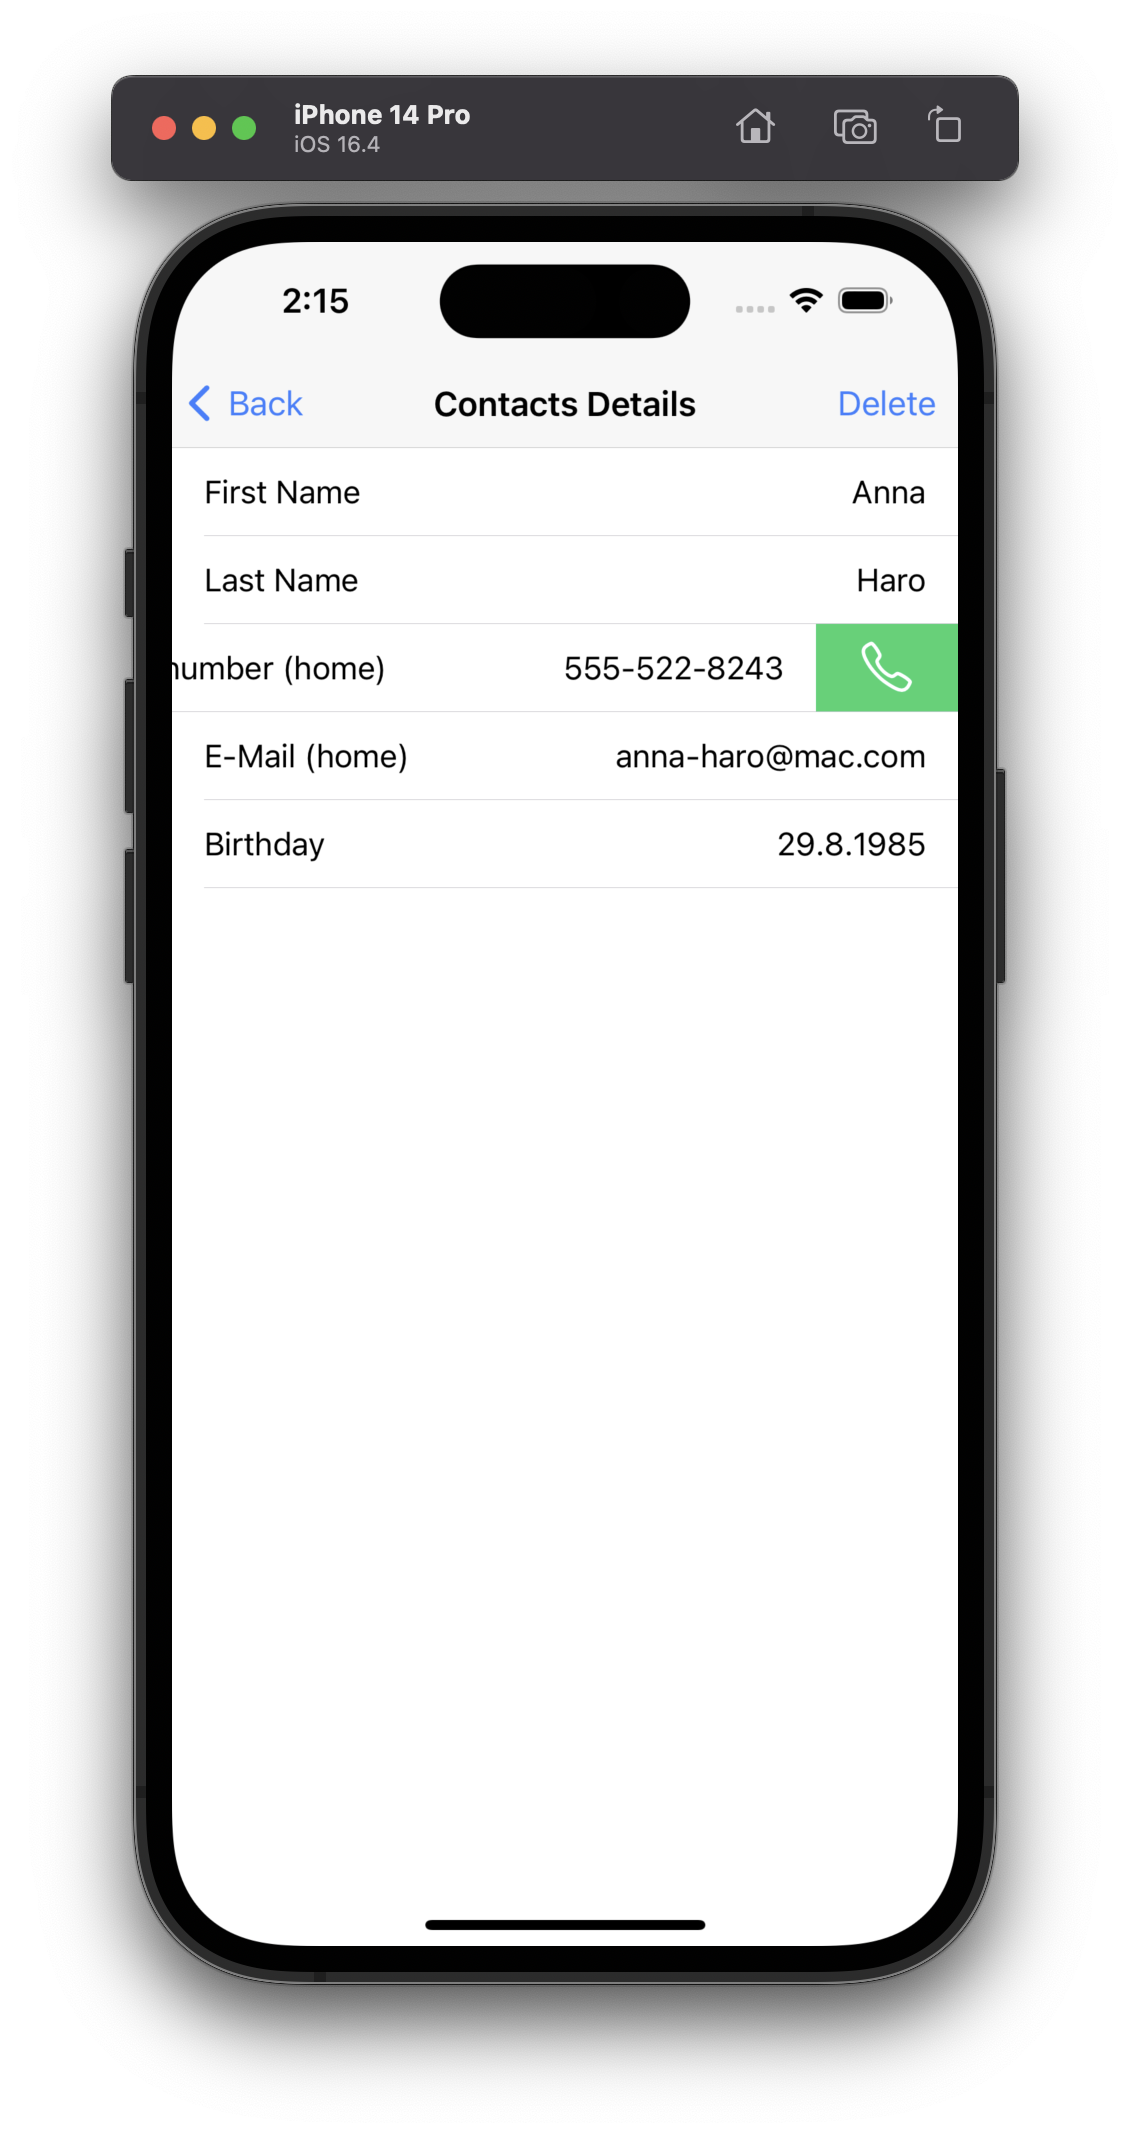 iPhone 14 Pro
iOS 16.4
2:15
Back Contacts Details Delete
First Name Anna
Last Name Haro
number (home) 555-522-8243
E-Mail (home) anna-haro@mac.com
Birthday 29.8.1985